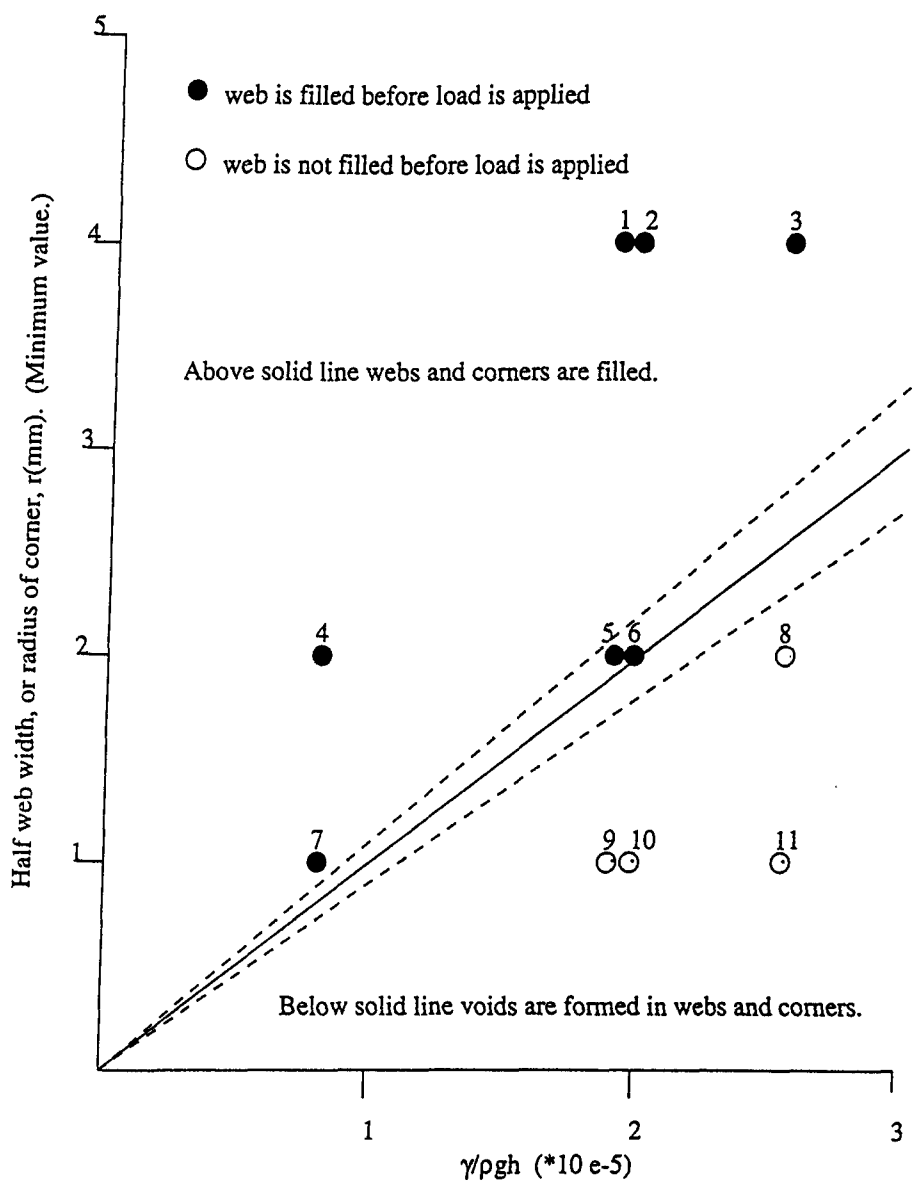 5
web is filled before load is applied
web is not filled before load is applied
4
1 2 3
Above solid line webs and corners are filled.
3
Half web width, or radius of corner, r(mm). (Minimum value.)
2
4 5 6 8
1
7 9 10 11
Below solid line voids are formed in webs and corners.
1 2 3
γ/ρgh (*10 e-5)